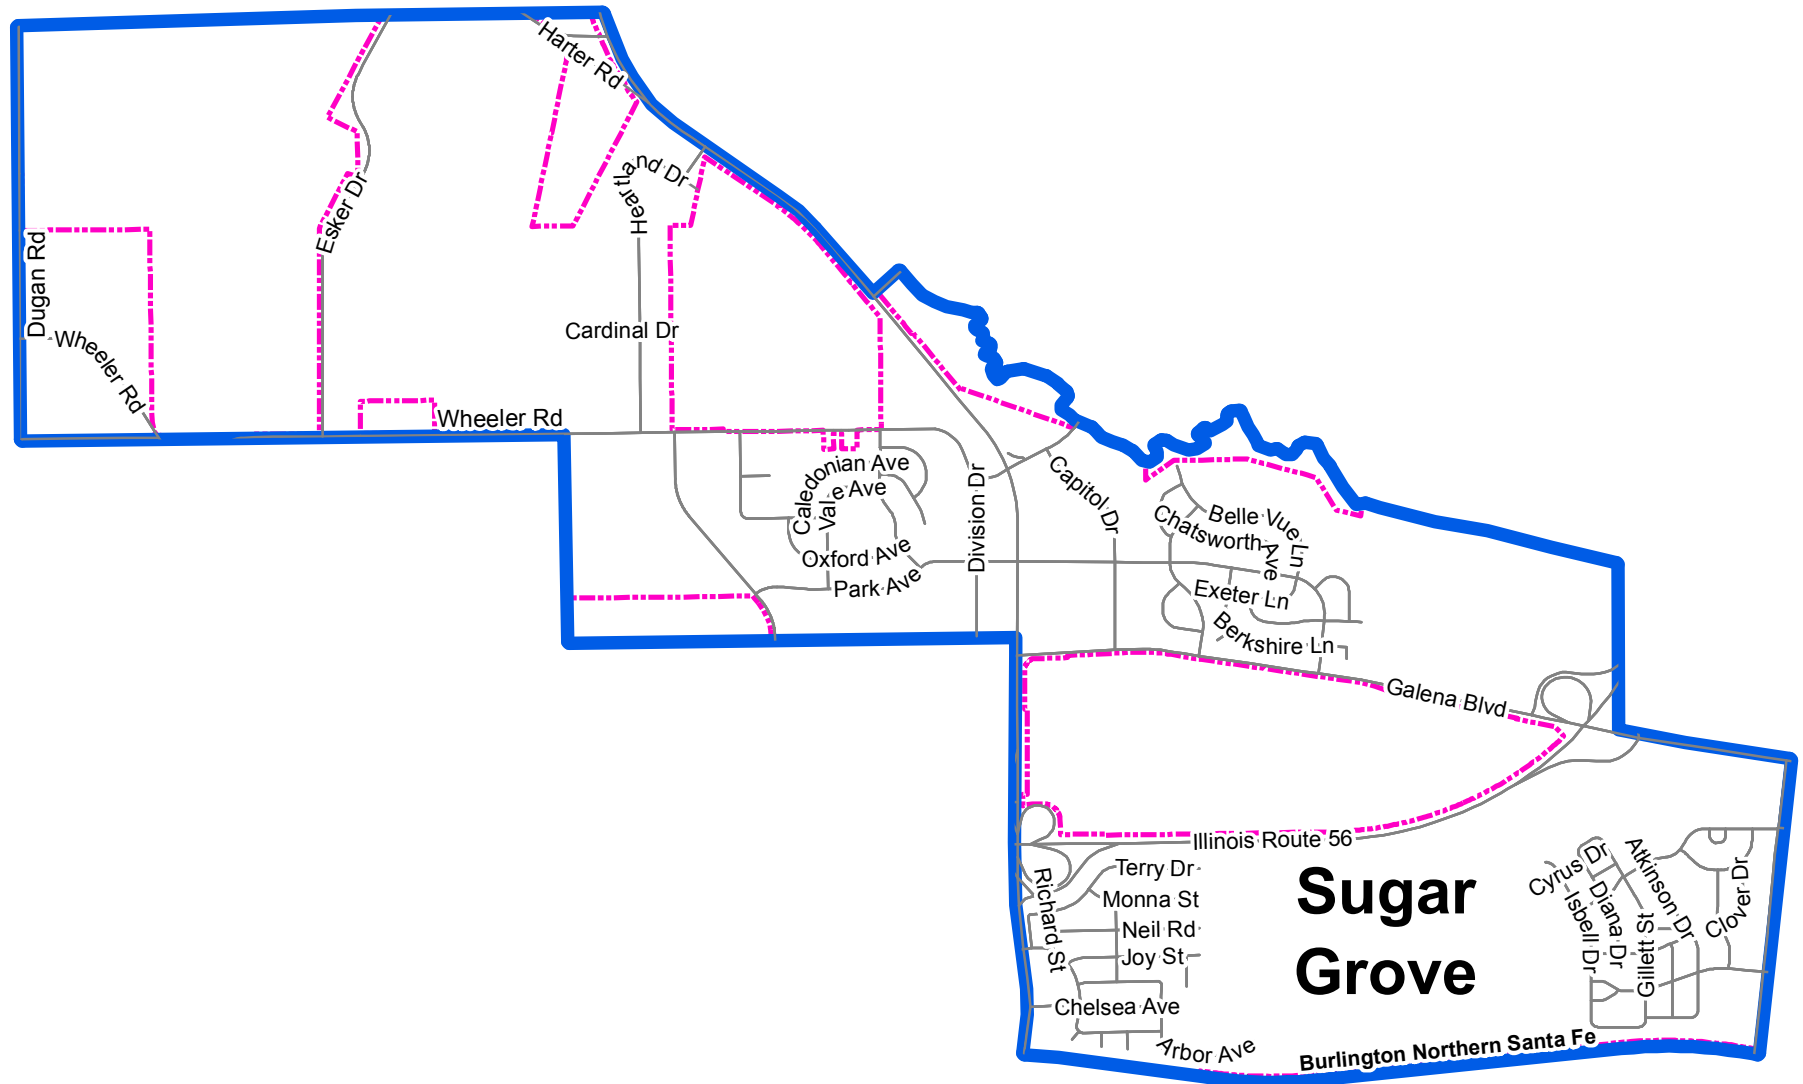 Harter Rd
Heartland Dr
Esker Dr
Dugan Rd
Wheeler Rd
Cardinal Dr
Wheeler Rd
Caledonian Ave
Vale Ave
Oxford Ave
Park Ave
Division Dr
Capitol Dr
Belle Vue Ln
Chatsworth Ave
Exeter Ln
Berkshire Ln
Galena Blvd
Illinois Route 56
Terry Dr
Monna St
Neil Rd
Joy St
Richard St
Chelsea Ave
Arbor Ave
Sugar
Grove
Cyrus Dr
Isbell Dr
Diana Dr
Gillett St
Atkinson Dr
Clover Dr
Burlington Northern Santa Fe